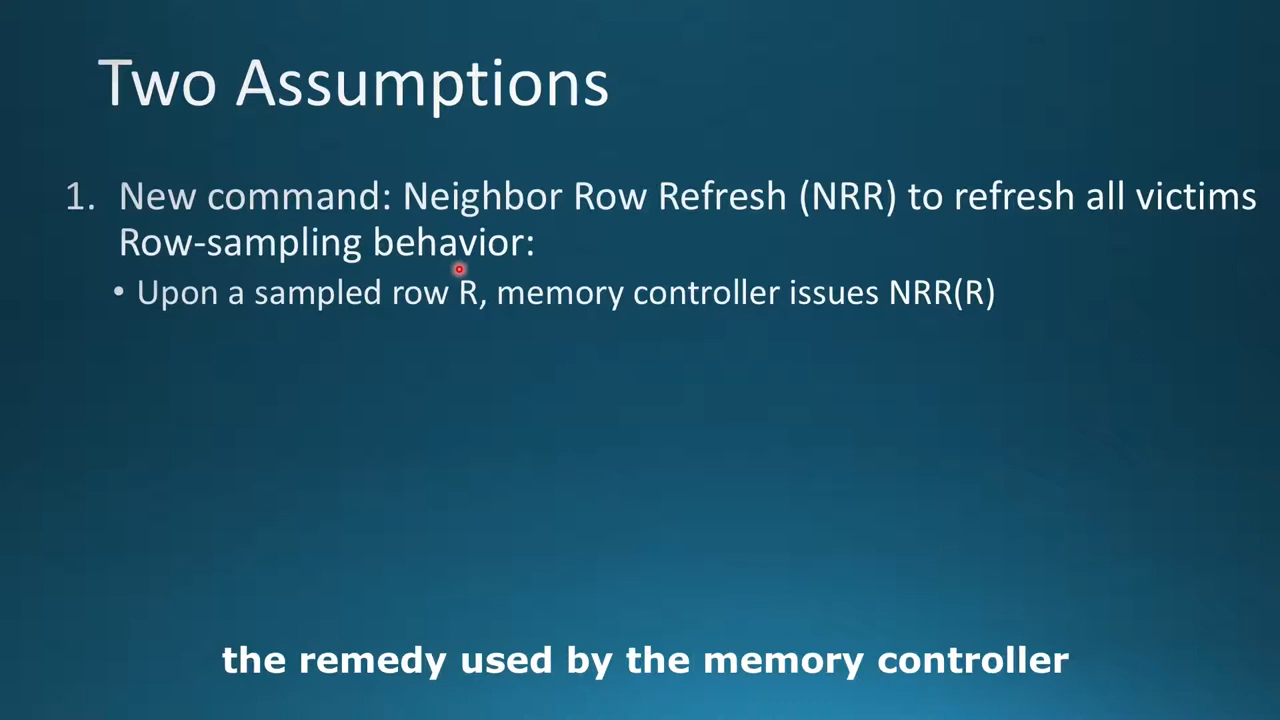 Two Assumptions
1. New command: Neighbor Row Refresh (NRR) to refresh all victims
Row-sampling behavior:
• Upon a sampled row R, memory controller issues NRR(R)
the remedy used by the memory controller